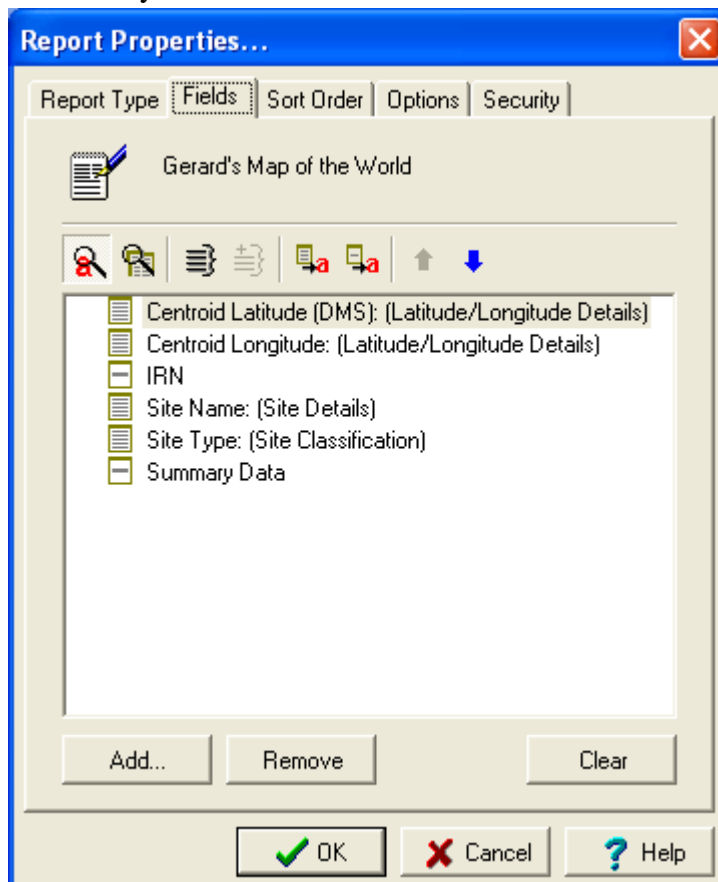 Report Properties...
Report Type Fields Sort Order Options Security
Gerard's Map of the World
Centroid Latitude (DMS): (Latitude/Longitude Details)
Centroid Longitude: (Latitude/Longitude Details)
IRN
Site Name: (Site Details)
Site Type: (Site Classification)
Summary Data
Add... Remove Clear
OK Cancel Help